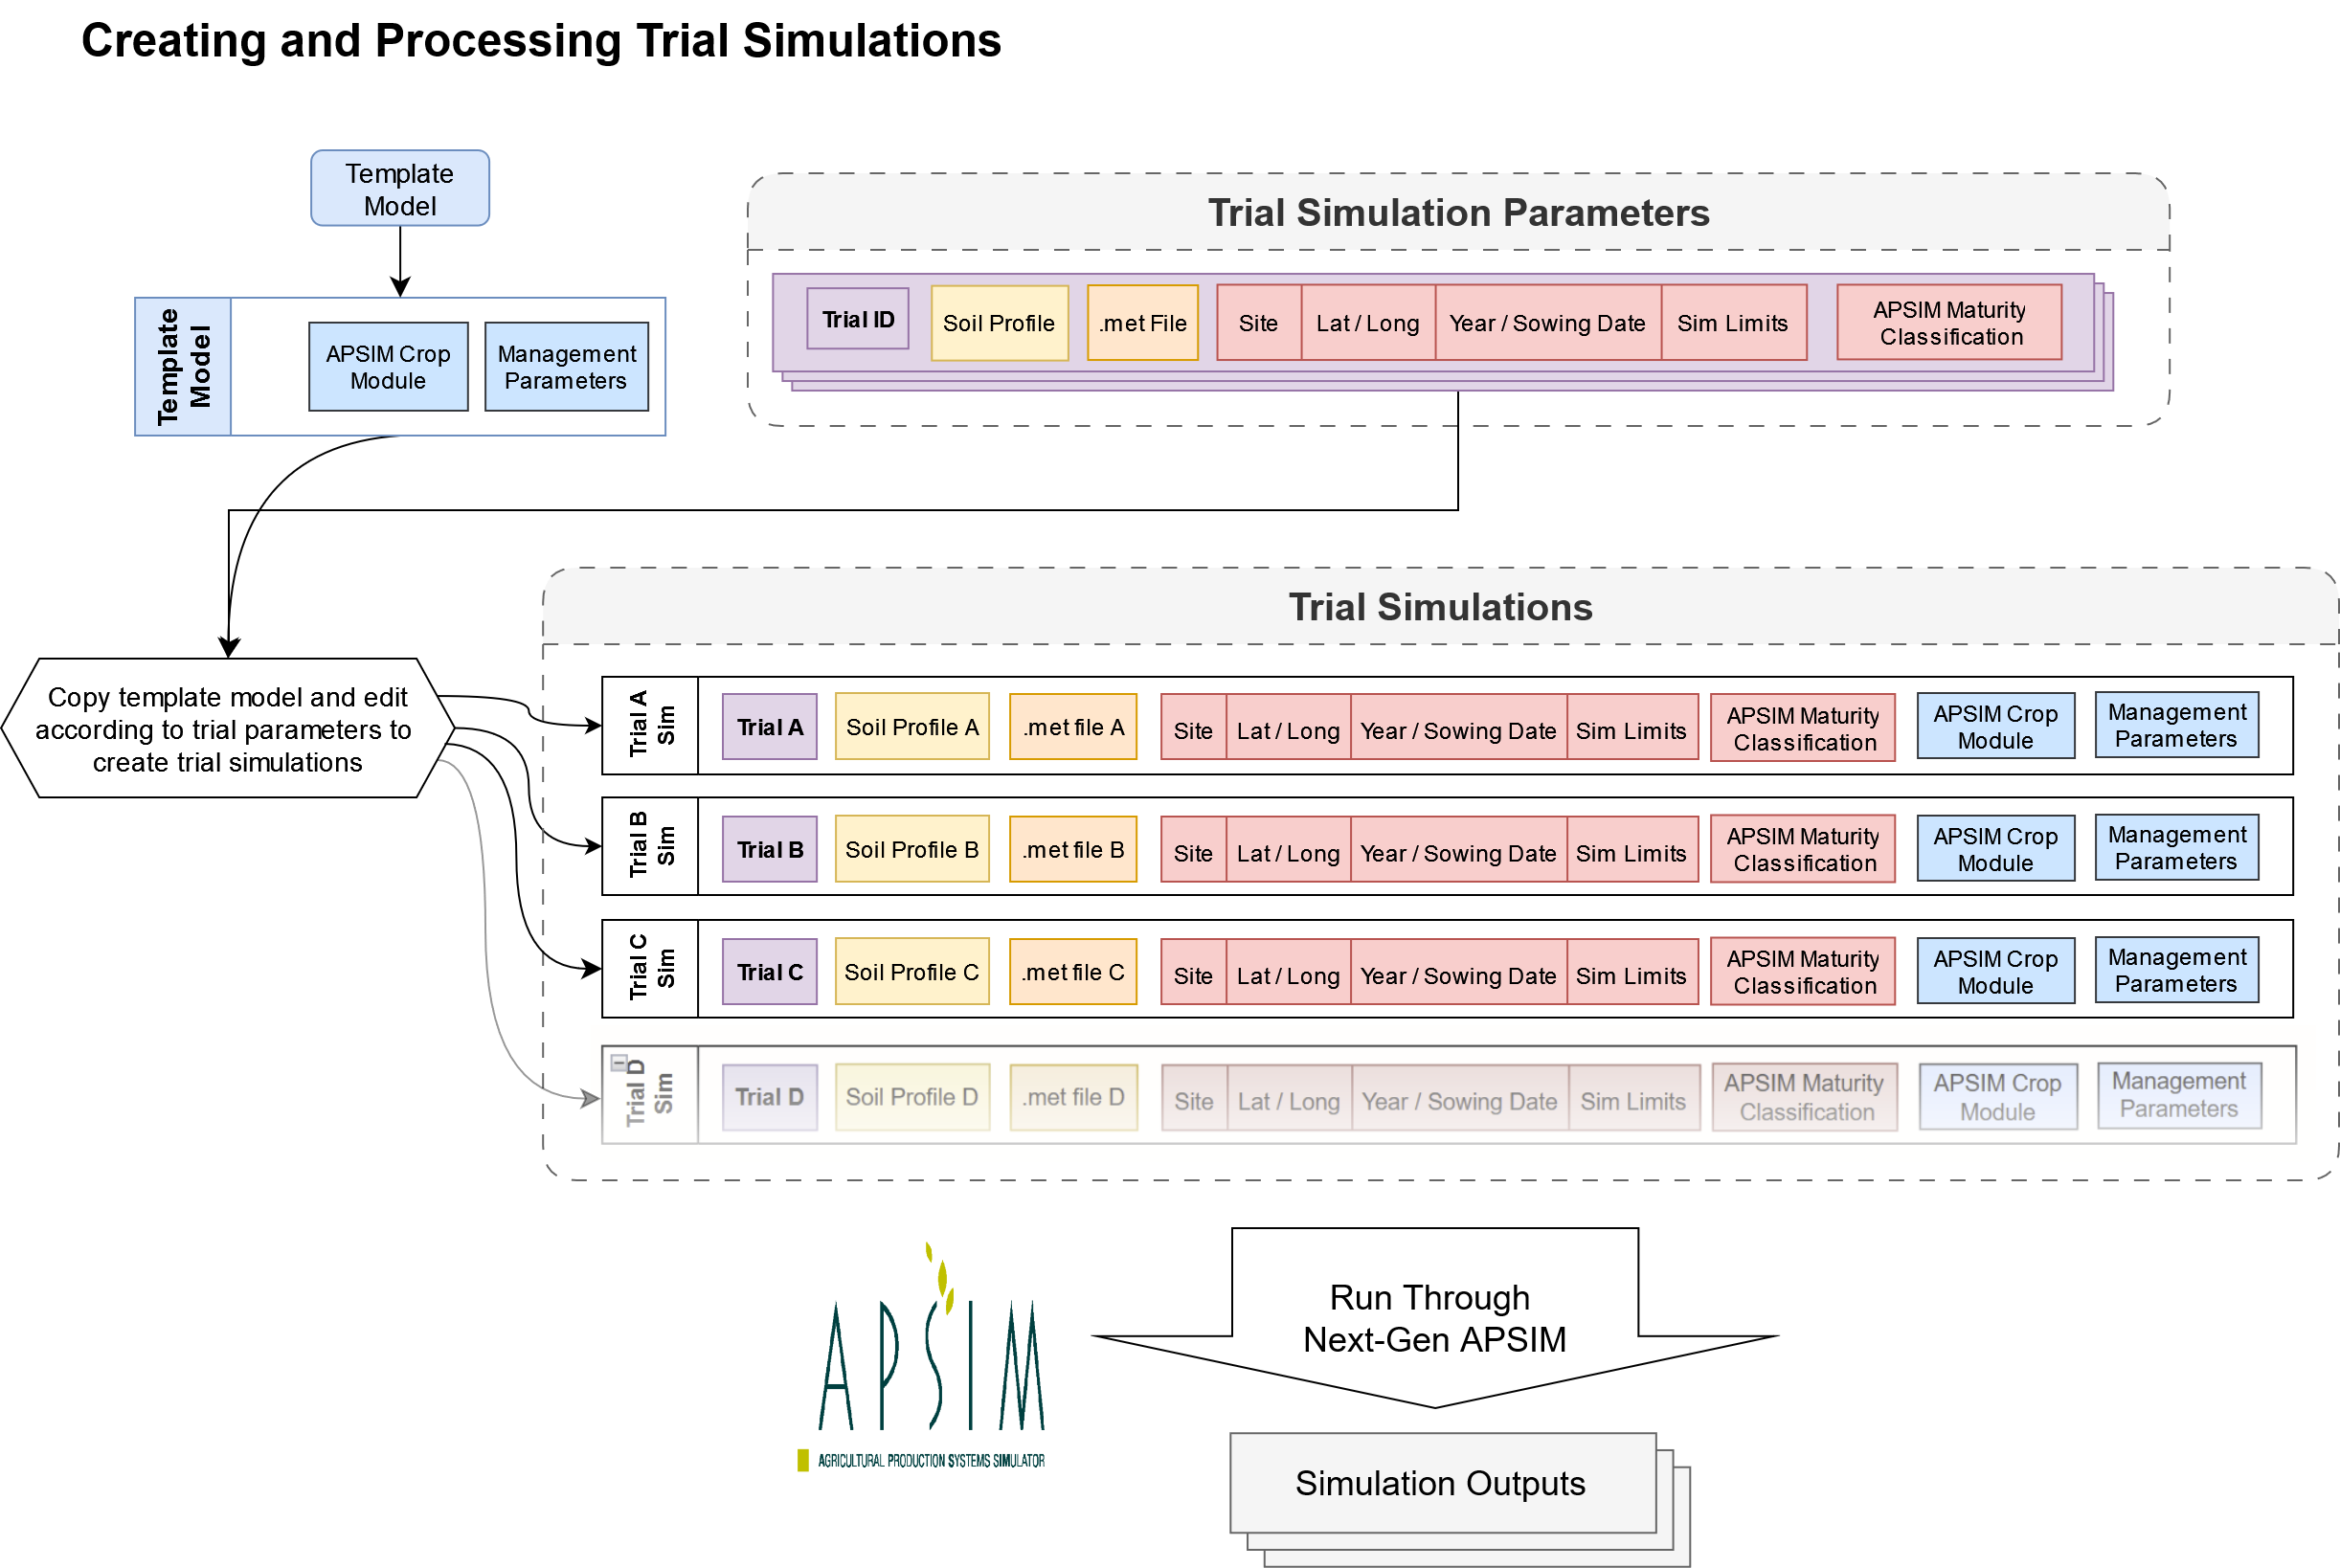 Creating and Processing Trial Simulations
Template
Model
Template
Model
APSIM Crop
Module
Management
Parameters
Trial Simulation Parameters
Trial ID
Soil Profile
.met File
Site
Lat / Long
Year / Sowing Date
Sim Limits
APSIM Maturity
Classification
Copy template model and edit
according to trial parameters to
create trial simulations
Trial Simulations
Trial A
Sim
Trial A
Soil Profile A
.met file A
Site
Lat / Long
Year / Sowing Date
Sim Limits
APSIM Maturity
Classification
APSIM Crop
Module
Management
Parameters
Trial B
Sim
Trial B
Soil Profile B
.met file B
Site
Lat / Long
Year / Sowing Date
Sim Limits
APSIM Maturity
Classification
APSIM Crop
Module
Management
Parameters
Trial C
Sim
Trial C
Soil Profile C
.met file C
Site
Lat / Long
Year / Sowing Date
Sim Limits
APSIM Maturity
Classification
APSIM Crop
Module
Management
Parameters
Trial D
Sim
Trial D
Soil Profile D
.met file D
Site
Lat / Long
Year / Sowing Date
Sim Limits
APSIM Maturity
Classification
APSIM Crop
Module
Management
Parameters
APSIM
AGRICULTURAL PRODUCTION SYSTEMS SIMULATOR
Run Through
Next-Gen APSIM
Simulation Outputs